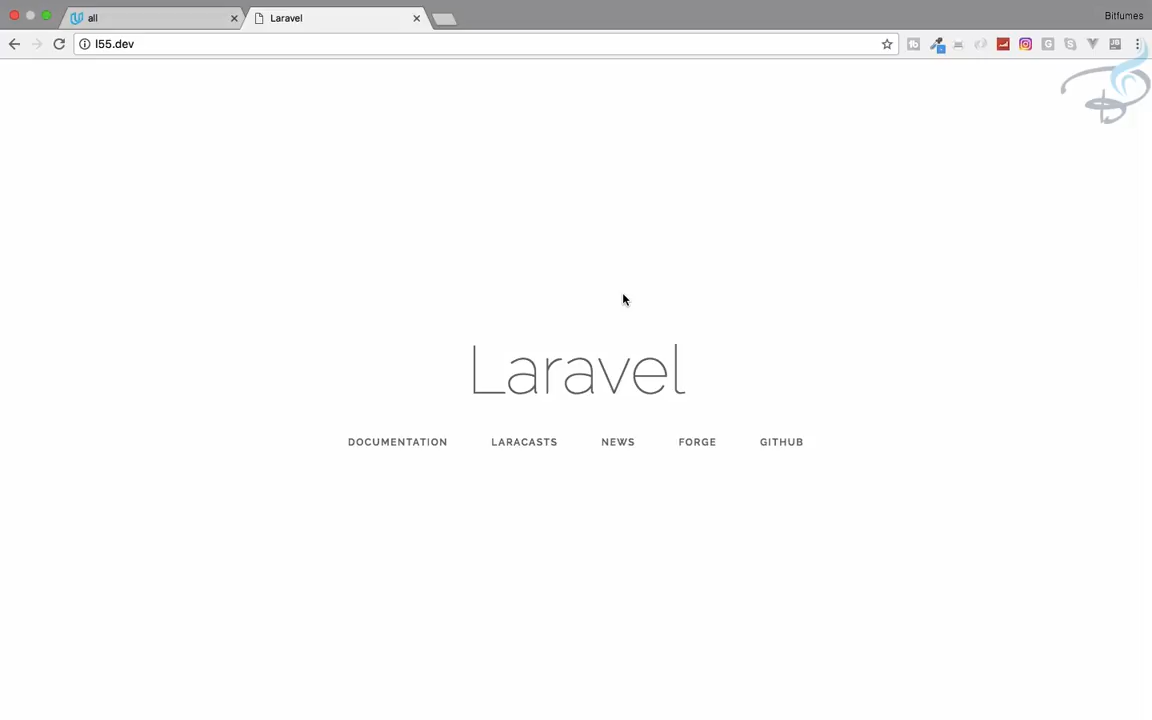 all
Laravel
Bitfumes
l55.dev
Laravel
DOCUMENTATION LARACASTS NEWS FORGE GITHUB